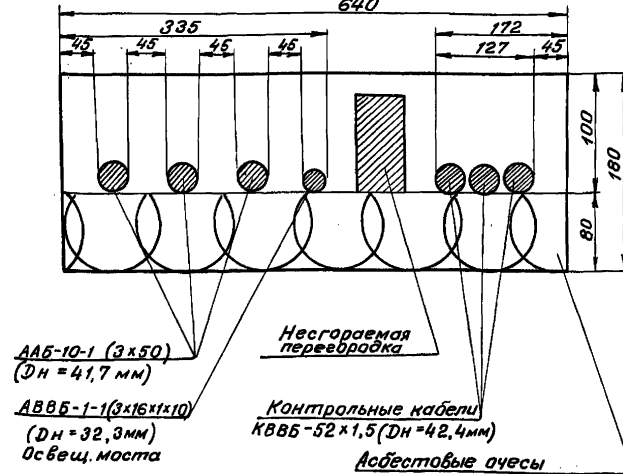 640
335
172
45
45
45
45
127
45
100
180
80
ААБ-10-1 (3×50)
(Dн = 41,7 мм)
АВВБ-1-1(3×16×1×10)
(Dн = 32,3мм)
Освещ. моста
Несгораемая
перегородка
Контрольные кабели
КВВБ-52×1,5 (Dн = 42,4мм)
Асбестовые очесы